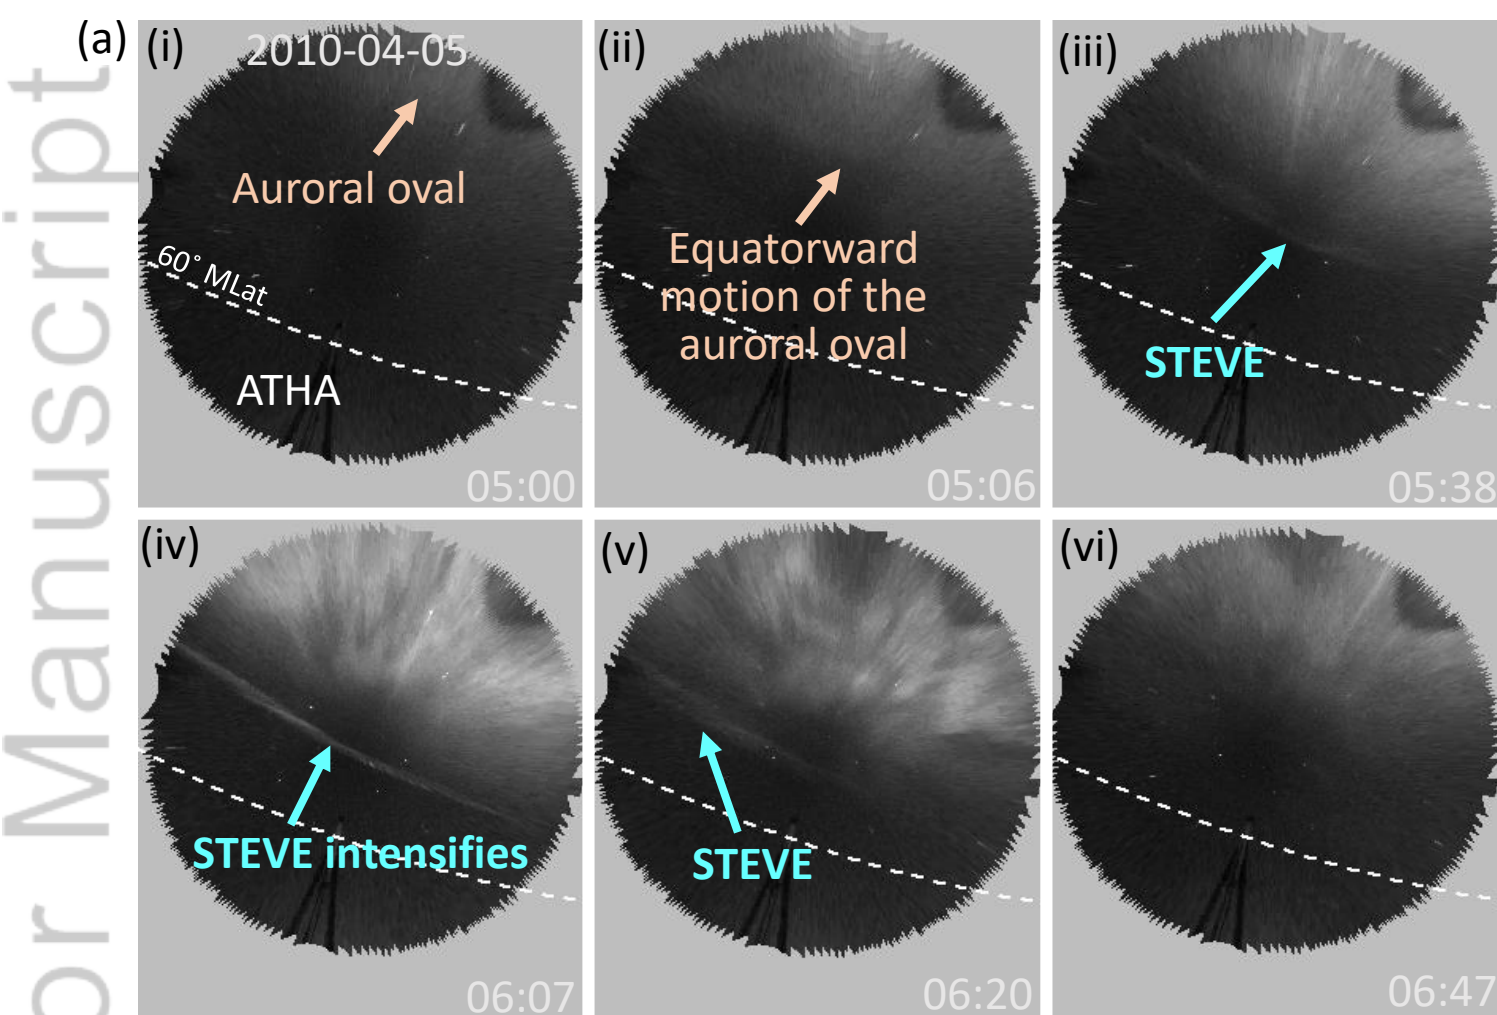 or Manuscript
(a)
(i)
2010-04-05
Auroral oval
60° MLat
ATHA
05:00
(ii)
Equatorward
motion of the
auroral oval
05:06
(iii)
STEVE
05:38
(iv)
STEVE intensifies
06:07
(v)
STEVE
06:20
(vi)
06:47